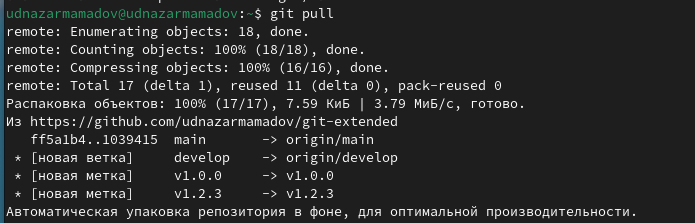 udnazarmamadov@udnazarmamadov:~$ git pull
remote: Enumerating objects: 18, done.
remote: Counting objects: 100% (18/18), done.
remote: Compressing objects: 100% (16/16), done.
remote: Total 17 (delta 1), reused 11 (delta 0), pack-reused 0
Распаковка объектов: 100% (17/17), 7.59 КиБ | 3.79 МиБ/с, готово.
Из https://github.com/udnazarmamadov/git-extended
   ff5a1b4..1039415  main       -> origin/main
 * [новая ветка]     develop    -> origin/develop
 * [новая метка]     v1.0.0     -> v1.0.0
 * [новая метка]     v1.2.3     -> v1.2.3
Автоматическая упаковка репозитория в фоне, для оптимальной производительности.